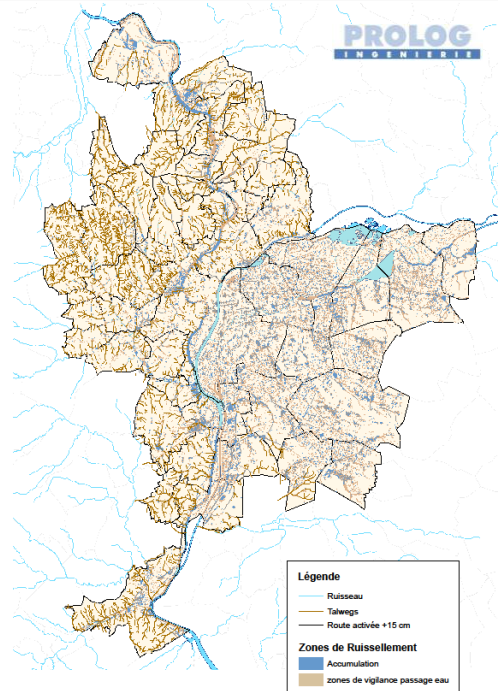 PROLOG
INGENIERIE
Légende
Ruisseau
Talwegs
Route activée +15 cm
Zones de Ruissellement
Accumulation
zones de vigilance passage eau